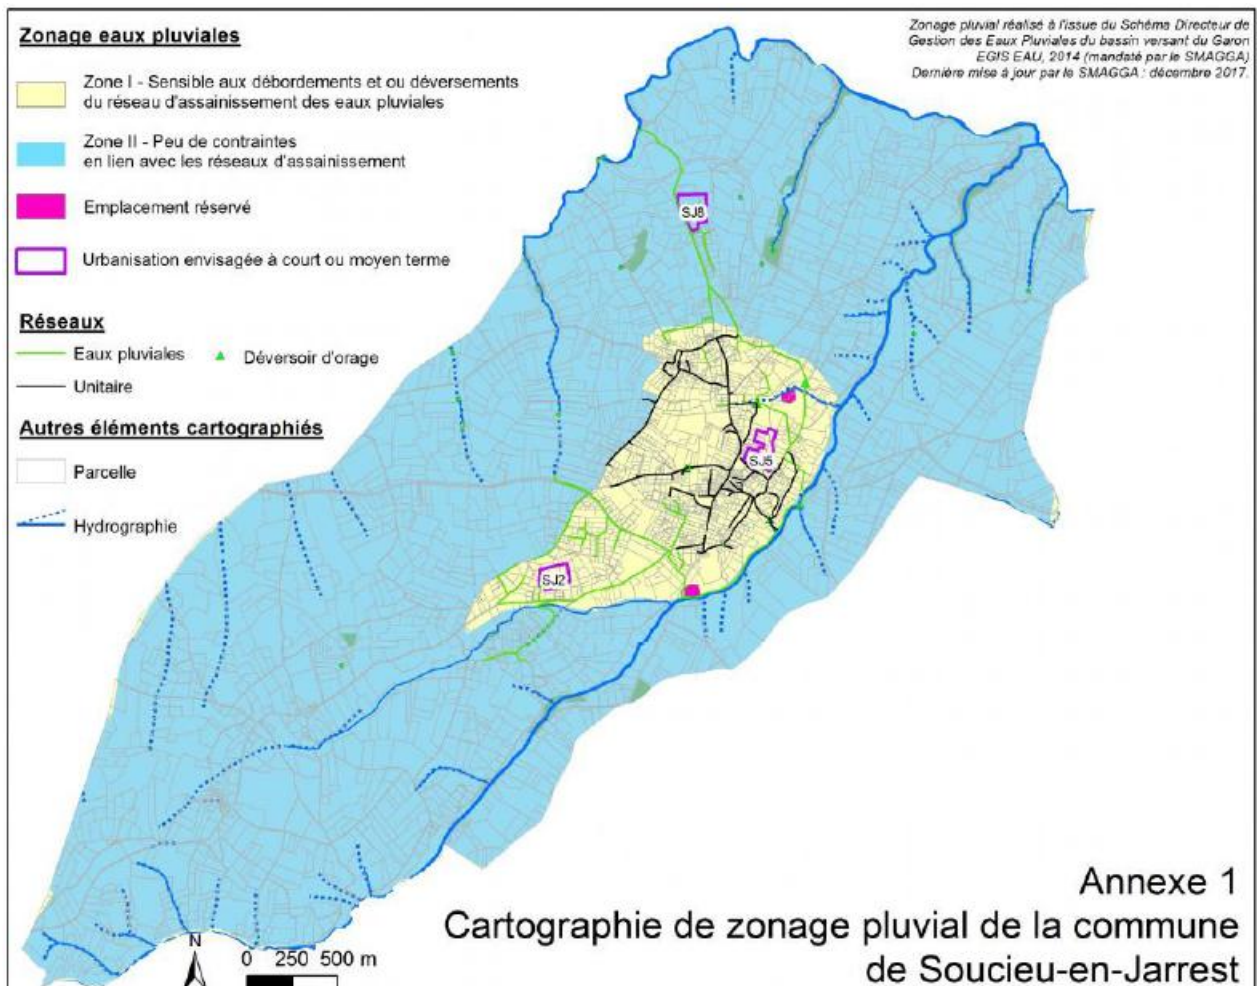 Zonage eaux pluviales
Zone I - Sensible aux débordements et ou déversements
du réseau d'assainissement des eaux pluviales
Zone II - Peu de contraintes
en lien avec les réseaux d'assainissement
Emplacement réservé
Urbanisation envisagée à court ou moyen terme
Réseaux
Eaux pluviales
Déversoir d'orage
Unitaire
Autres éléments cartographiés
Parcelle
Hydrographie
Zonage pluvial réalisé à l'issue du Schéma Directeur de
Gestion des Eaux Pluviales du bassin versant du Garon
EGIS EAU, 2014 (mandaté par le SMAGGA)
Dernière mise à jour par le SMAGGA : décembre 2017.
SJ8
SJ5
SJ2
N
0 250 500 m
Annexe 1
Cartographie de zonage pluvial de la commune
de Soucieu-en-Jarrest